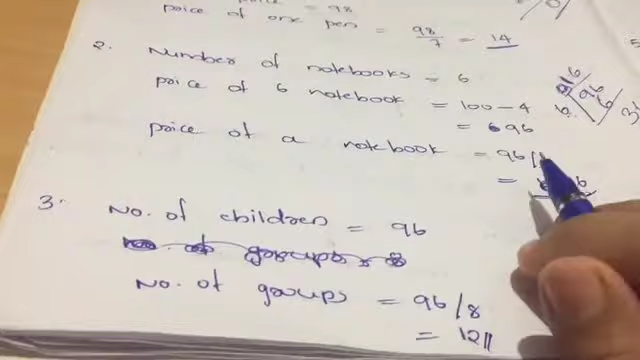 = 98
price of one pen = 98/7 = 14
2. Number of notebooks = 6
price of 6 notebook = 100 - 4
= 96
price of a notebook = 96/
=
3. No. of children = 96
No. of groups = 96/8
= 12